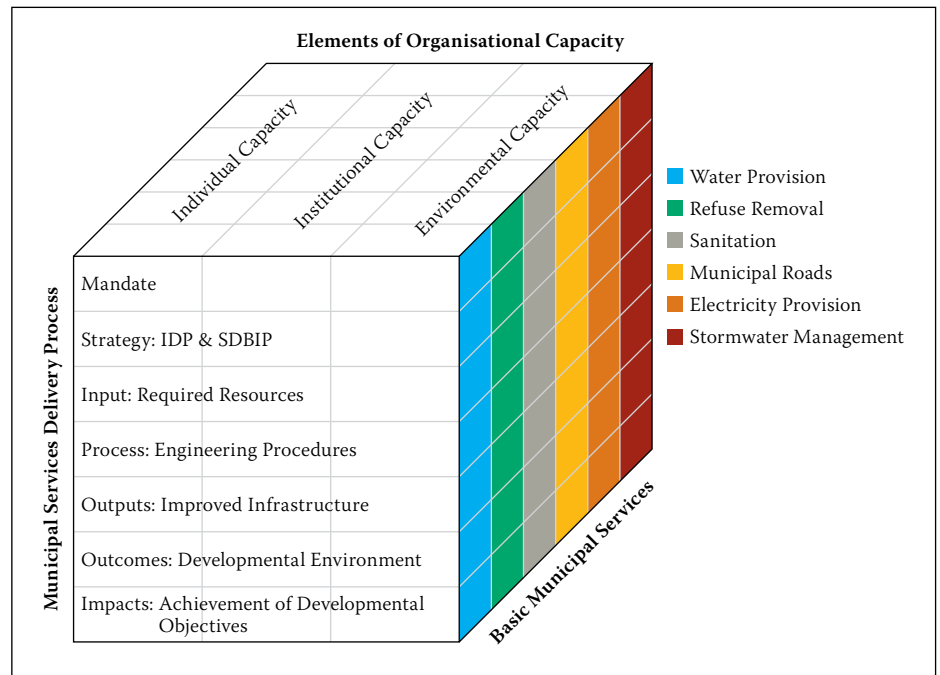 Elements of Organisational Capacity
Individual Capacity
Institutional Capacity
Environmental Capacity
Municipal Services Delivery Process
Mandate
Strategy: IDP & SDBIP
Input: Required Resources
Process: Engineering Procedures
Outputs: Improved Infrastructure
Outcomes: Developmental Environment
Impacts: Achievement of Developmental
Objectives
Basic Municipal Services
Water Provision
Refuse Removal
Sanitation
Municipal Roads
Electricity Provision
Stormwater Management